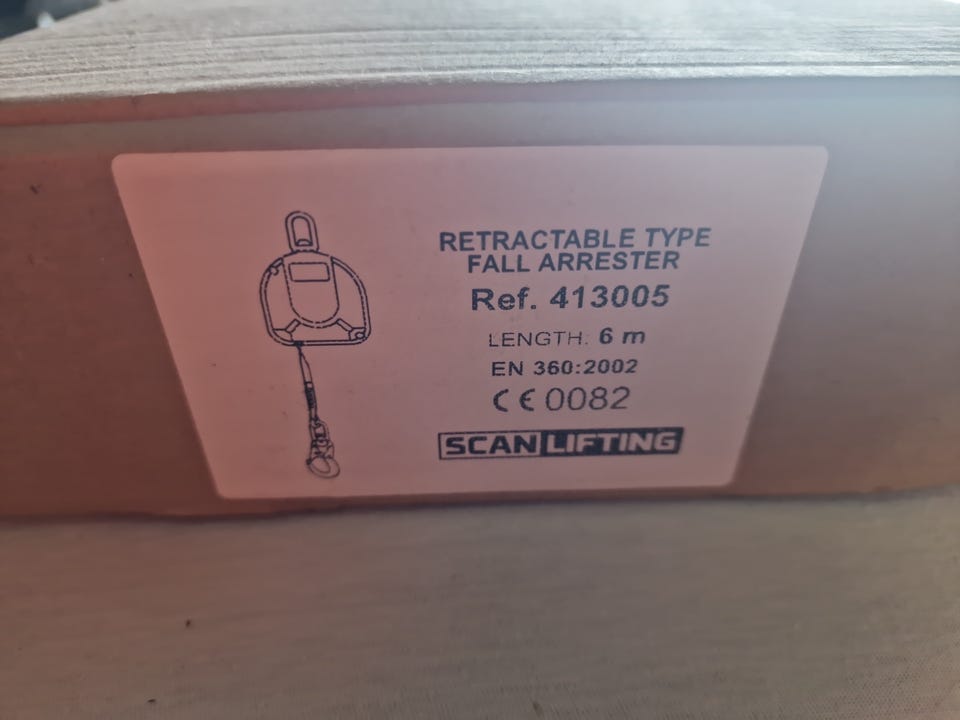 RETRACTABLE TYPE
FALL ARRESTER
Ref. 413005
LENGTH: 6 m
EN 360:2002
CE 0082
SCANLIFTING